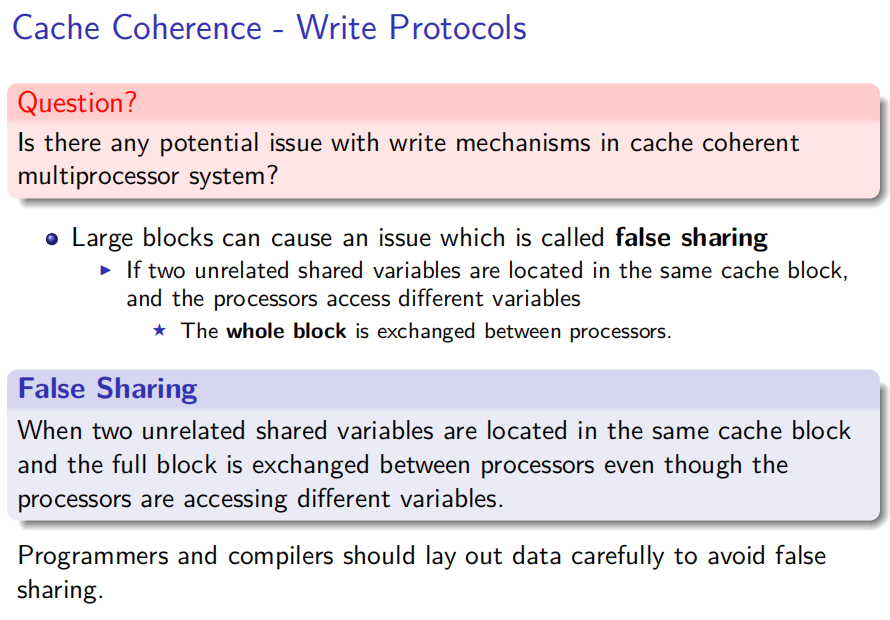 Cache Coherence - Write Protocols
Question?
Is there any potential issue with write mechanisms in cache coherent
multiprocessor system?
Large blocks can cause an issue which is called false sharing
If two unrelated shared variables are located in the same cache block,
and the processors access different variables
The whole block is exchanged between processors.
False Sharing
When two unrelated shared variables are located in the same cache block
and the full block is exchanged between processors even though the
processors are accessing different variables.
Programmers and compilers should lay out data carefully to avoid false
sharing.